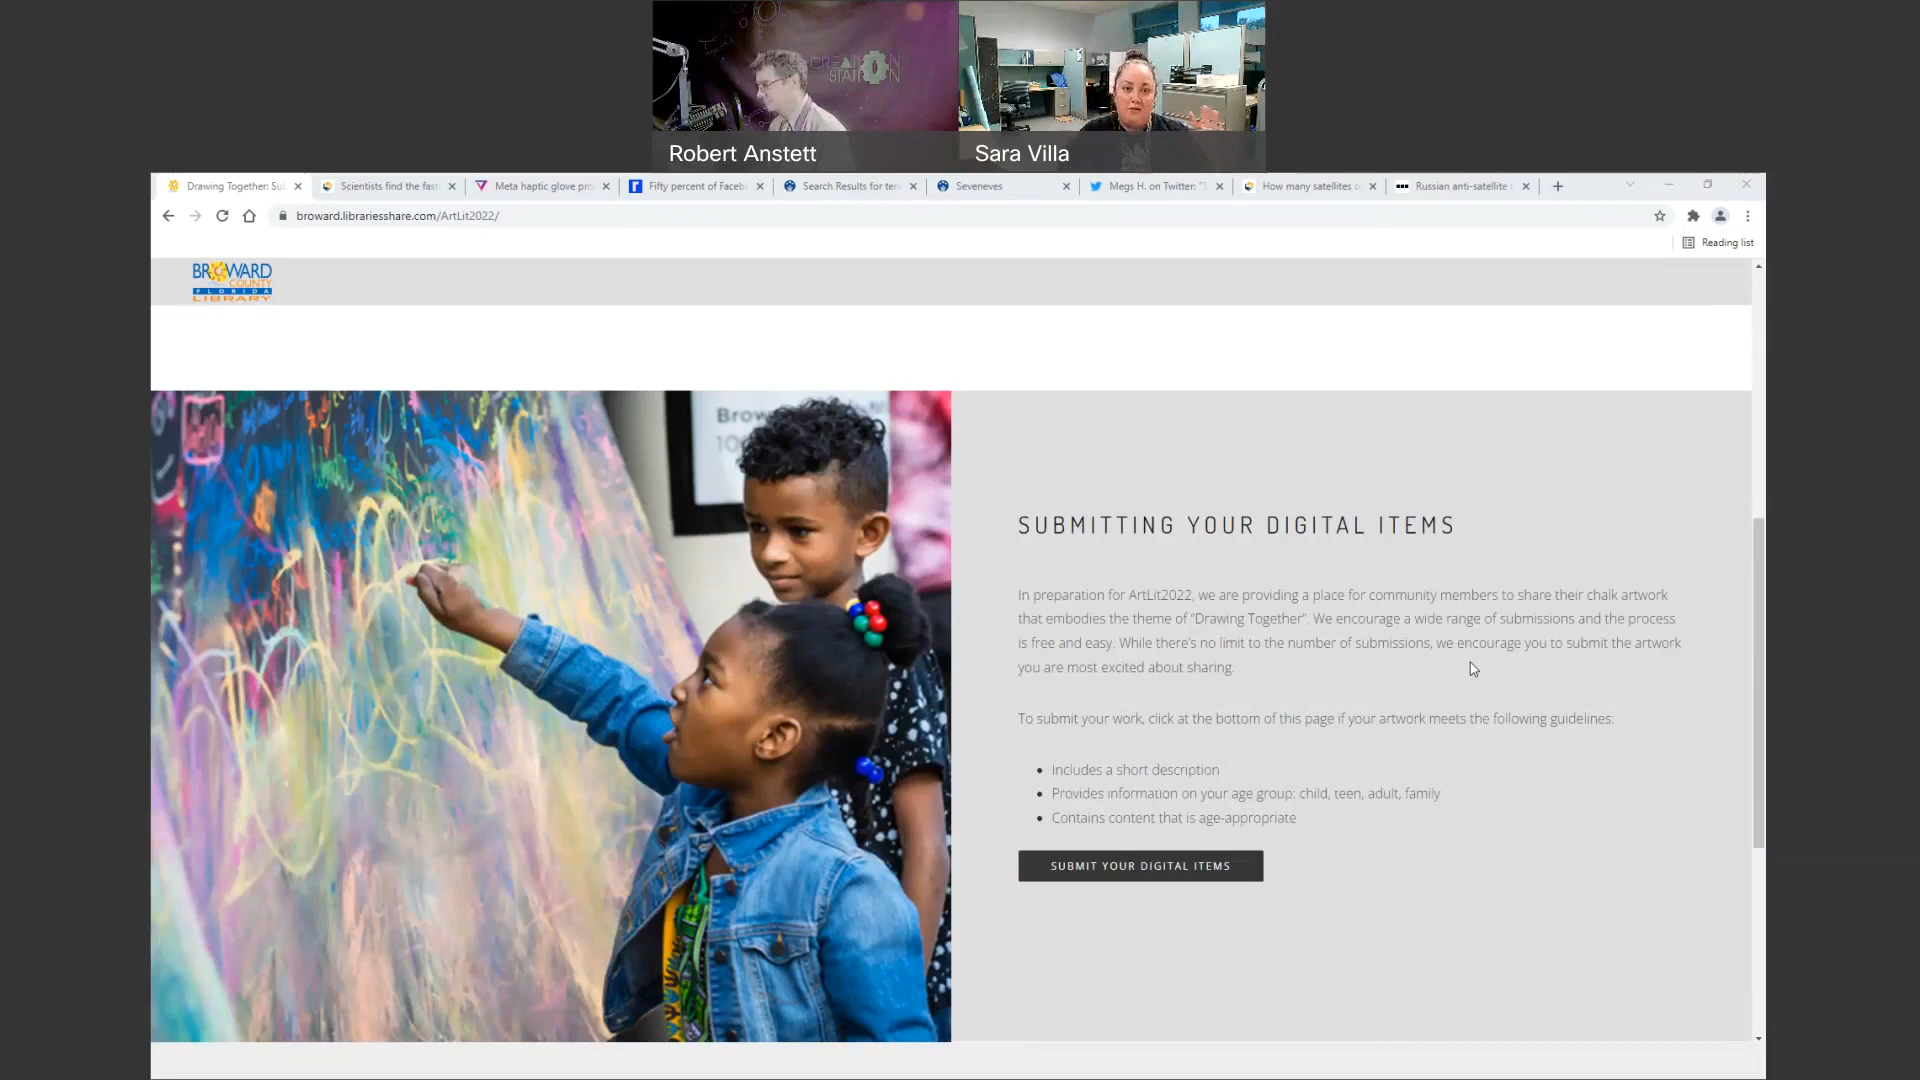 CREATION
STATION
Robert Anstett
Sara Villa
Drawing Together: Su
Scientists find the fast
Meta haptic glove pro
Fifty percent of Faceb
Search Results for ter
Seveneves
Megs H. on Twitter: "T
How many satellites o
Russian anti-satellite
broward.librariesshare.com/ArtLit2022/
Reading list
BROWARD
COUNTY
FLORIDA
LIBRARY
Brow
100
SUBMITTING YOUR DIGITAL ITEMS
In preparation for ArtLit2022, we are providing a place for community members to share their chalk artwork
that embodies the theme of "Drawing Together". We encourage a wide range of submissions and the process
is free and easy. While there's no limit to the number of submissions, we encourage you to submit the artwork
you are most excited about sharing.
To submit your work, click at the bottom of this page if your artwork meets the following guidelines:
• Includes a short description
• Provides information on your age group: child, teen, adult, family
• Contains content that is age-appropriate
SUBMIT YOUR DIGITAL ITEMS